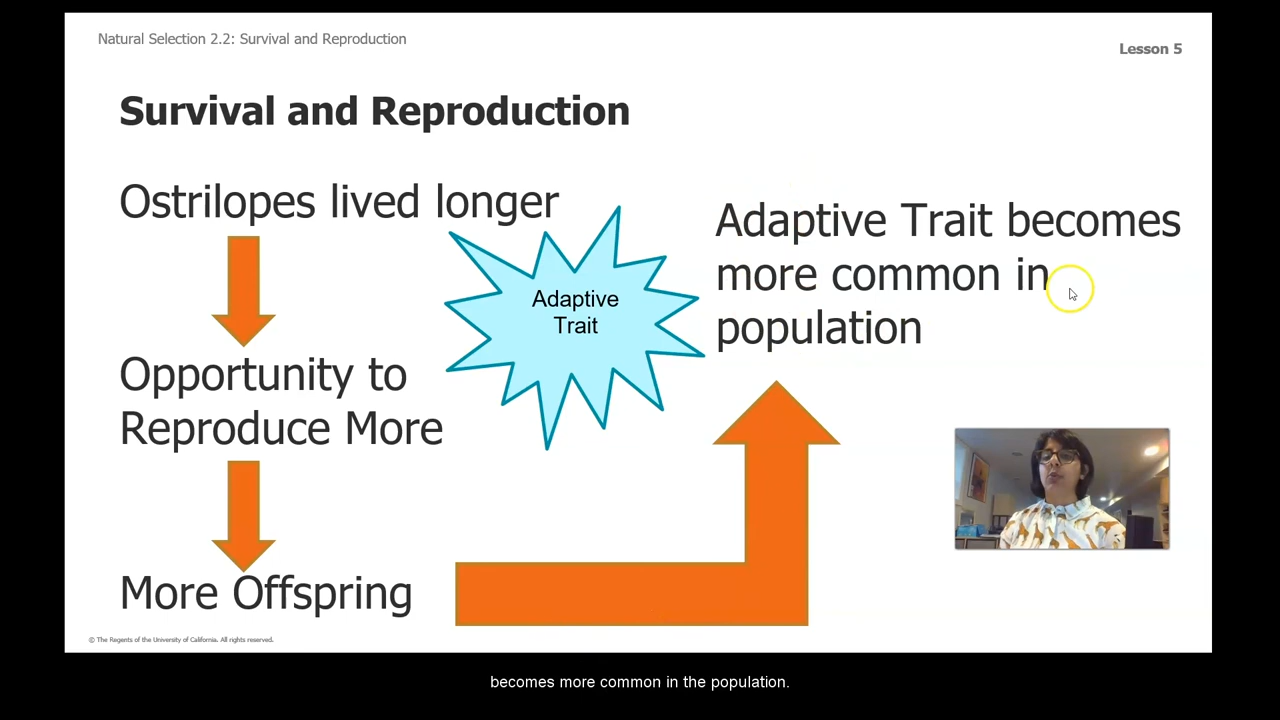 Natural Selection 2.2: Survival and Reproduction
Lesson 5
Survival and Reproduction
Ostrilopes lived longer
Opportunity to
Reproduce More
More Offspring
Adaptive
Trait
Adaptive Trait becomes
more common in
population
© The Regents of the University of California. All rights reserved.
becomes more common in the population.